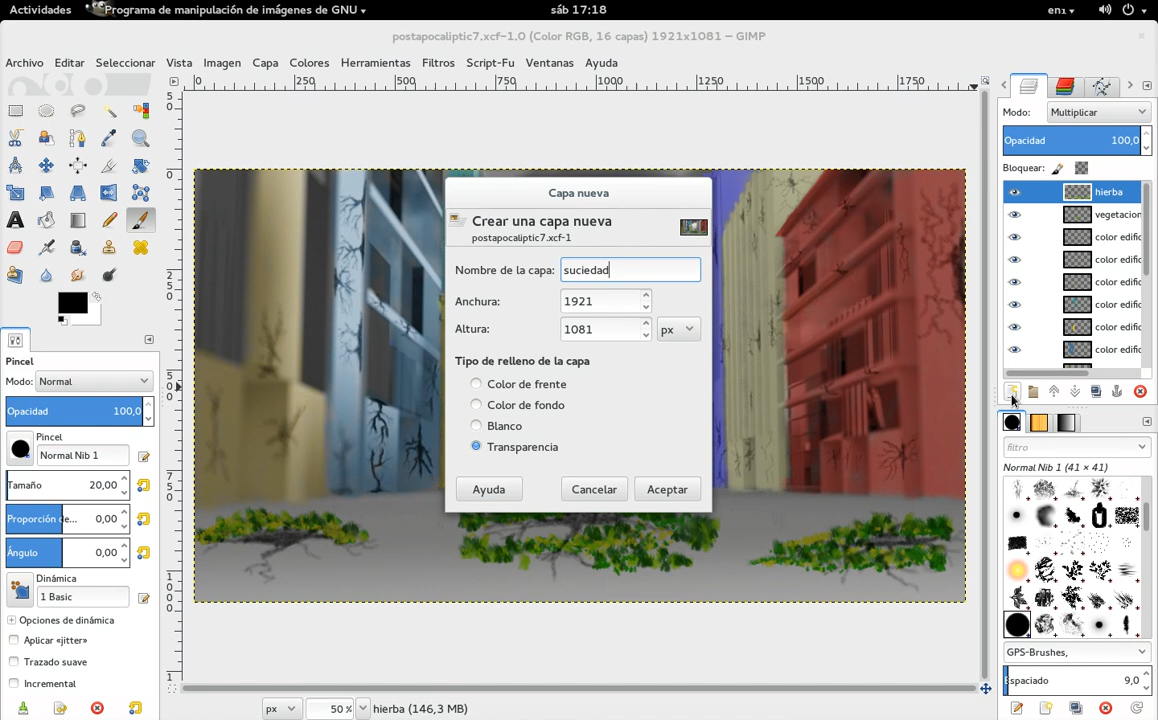 Actividades Programa de manipulación de imágenes de GNU sáb 17:18 en1
postapocaliptic7.xcf-1.0 (Color RGB, 16 capas) 1921x1081 – GIMP
Archivo Editar Seleccionar Vista Imagen Capa Colores Herramientas Filtros Script-Fu Ventanas Ayuda
0 250 500 750 1000 1250 1500 1750
Modo: Multiplicar
Opacidad 100,0
Bloquear:
hierba
vegetacion
color edific
color edific
color edific
color edific
color edific
color edific
Capa nueva
Crear una capa nueva
postapocaliptic7.xcf-1
Nombre de la capa: suciedad
Anchura: 1921
Altura: 1081 px
Tipo de relleno de la capa
Color de frente
Color de fondo
Blanco
Transparencia
Ayuda Cancelar Aceptar
Pincel
Modo: Normal
Opacidad 100,0
Pincel
Normal Nib 1
Tamaño 20,00
Proporción de... 0,00
Ángulo 0,00
Dinámica
1 Basic
Opciones de dinámica
Aplicar «jitter»
Trazado suave
Incremental
filtro
Normal Nib 1 (41 × 41)
GPS-Brushes,
Espaciado 9,0
px 50 % hierba (146,3 MB)